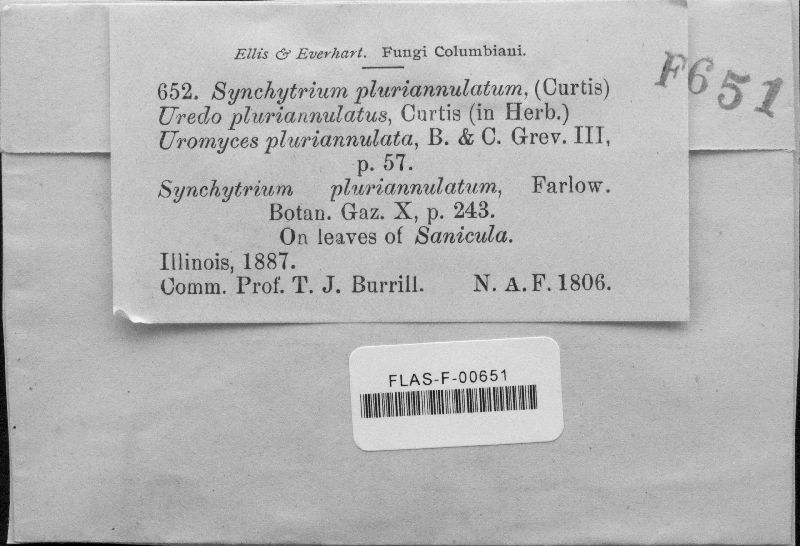 Ellis & Everhart. Fungi Columbiani.
652. Synchytrium pluriannulatum, (Curtis)
Uredo pluriannulatus, Curtis (in Herb.)
Uromyces pluriannulata, B. & C. Grev. III,
p. 57.
Synchytrium pluriannulatum, Farlow.
Botan. Gaz. X, p. 243.
On leaves of Sanicula.
Illinois, 1887.
Comm. Prof. T. J. Burrill. N. A. F. 1806.
F651
FLAS-F-00651